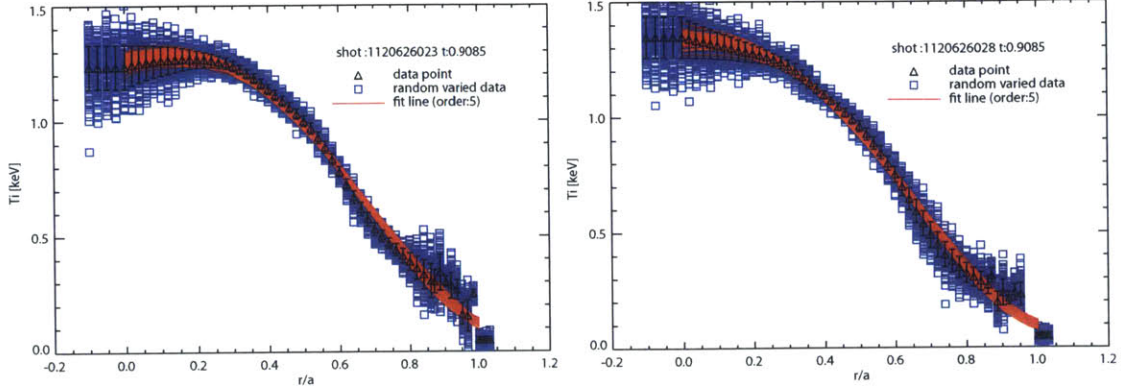 1.5
shot :1120626023 t:0.9085
data point
random varied data
fit line (order:5)
1.0
Ti [keV]
0.5
0.0
-0.2 0.0 0.2 0.4 0.6 0.8 1.0 1.2
r/a
1.5
shot :1120626028 t:0.9085
data point
random varied data
fit line (order:5)
1.0
Ti [keV]
0.5
0.0
-0.2 0.0 0.2 0.4 0.6 0.8 1.0 1.2
r/a